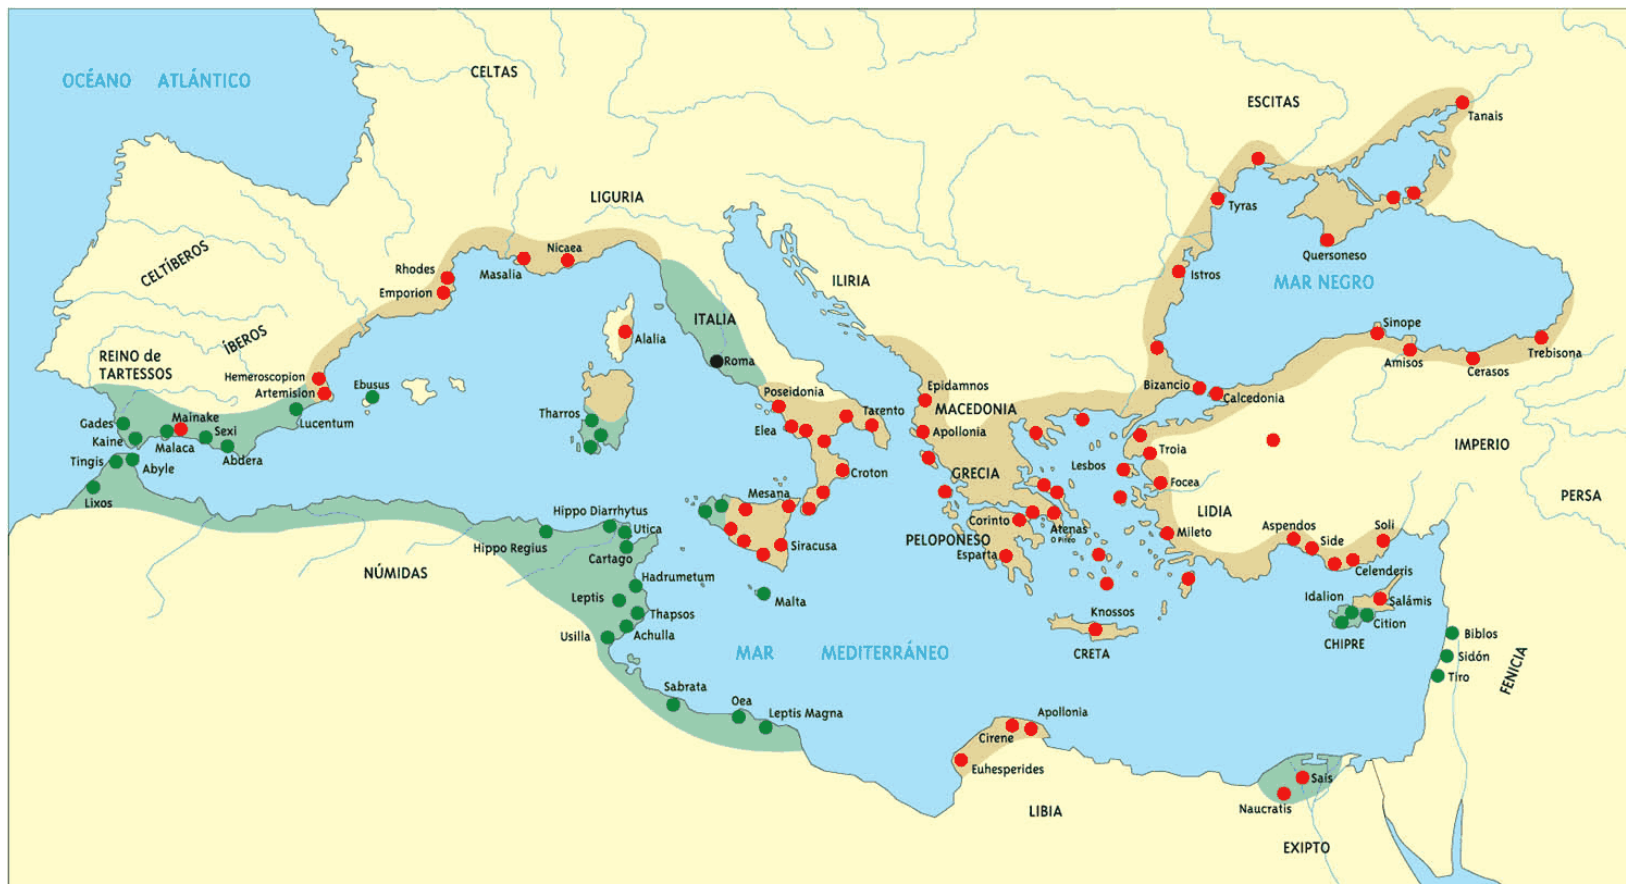 OCÉANO ATLÁNTICO
CELTAS
ESCITAS
Tanais
LIGURIA
Tyras
CELTÍBEROS
Nicaea
Masalia
Rhodes
Emporion
Quersoneso
Istros
ILIRIA
MAR NEGRO
ITALIA
Alalia
Roma
ÍBEROS
REINO de
TARTESSOS
Sinope
Amisos
Trebisona
Cerasos
Hemeroscopion
Artemision
Ebusus
Lucentum
Epidamnos
Bizancio
Calcedonia
Poseidonia
MACEDONIA
Tharros
Tarento
Gades
Mainake
Elea
Apollonia
Kaine
Malaca
Sexi
Abdera
Troia
IMPERIO
PERSA
Tingis
Abyle
Croton
GRECIA
Lesbos
Focea
Lixos
Mesana
Hippo Diarrhytus
Corinto
Atenas
O Pireo
LIDIA
Utica
Hippo Regius
Cartago
Siracusa
PELOPONESO
Esparta
Mileto
Aspendos
Side
Soli
Celenderis
NÚMIDAS
Hadrumetum
Leptis
Malta
Thapsos
Achulla
Usilla
Knossos
CRETA
Idalion
Salámis
Cition
CHIPRE
Biblos
Sidón
Tiro
FENICIA
MAR MEDITERRÁNEO
Sabrata
Oea
Leptis Magna
Apollonia
Cirene
Euhesperides
LIBIA
Saís
Naucratis
EXIPTO